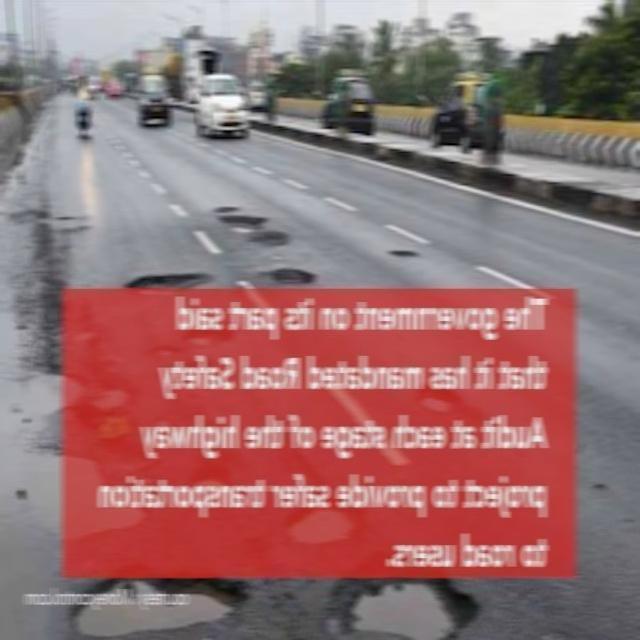 The government on its part said
that it has mandated Road Safety
Audit at each stage of the highway
project to provide safer transportation
to road users.